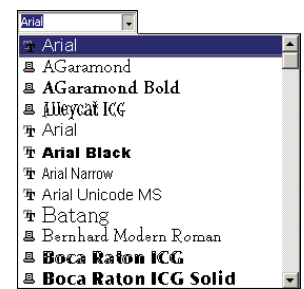 Arial
Arial
AGaramond
AGaramond Bold
Alleycat ICG
Arial
Arial Black
Arial Narrow
Arial Unicode MS
Batang
Bernhard Modern Roman
Boca Raton ICG
Boca Raton ICG Solid